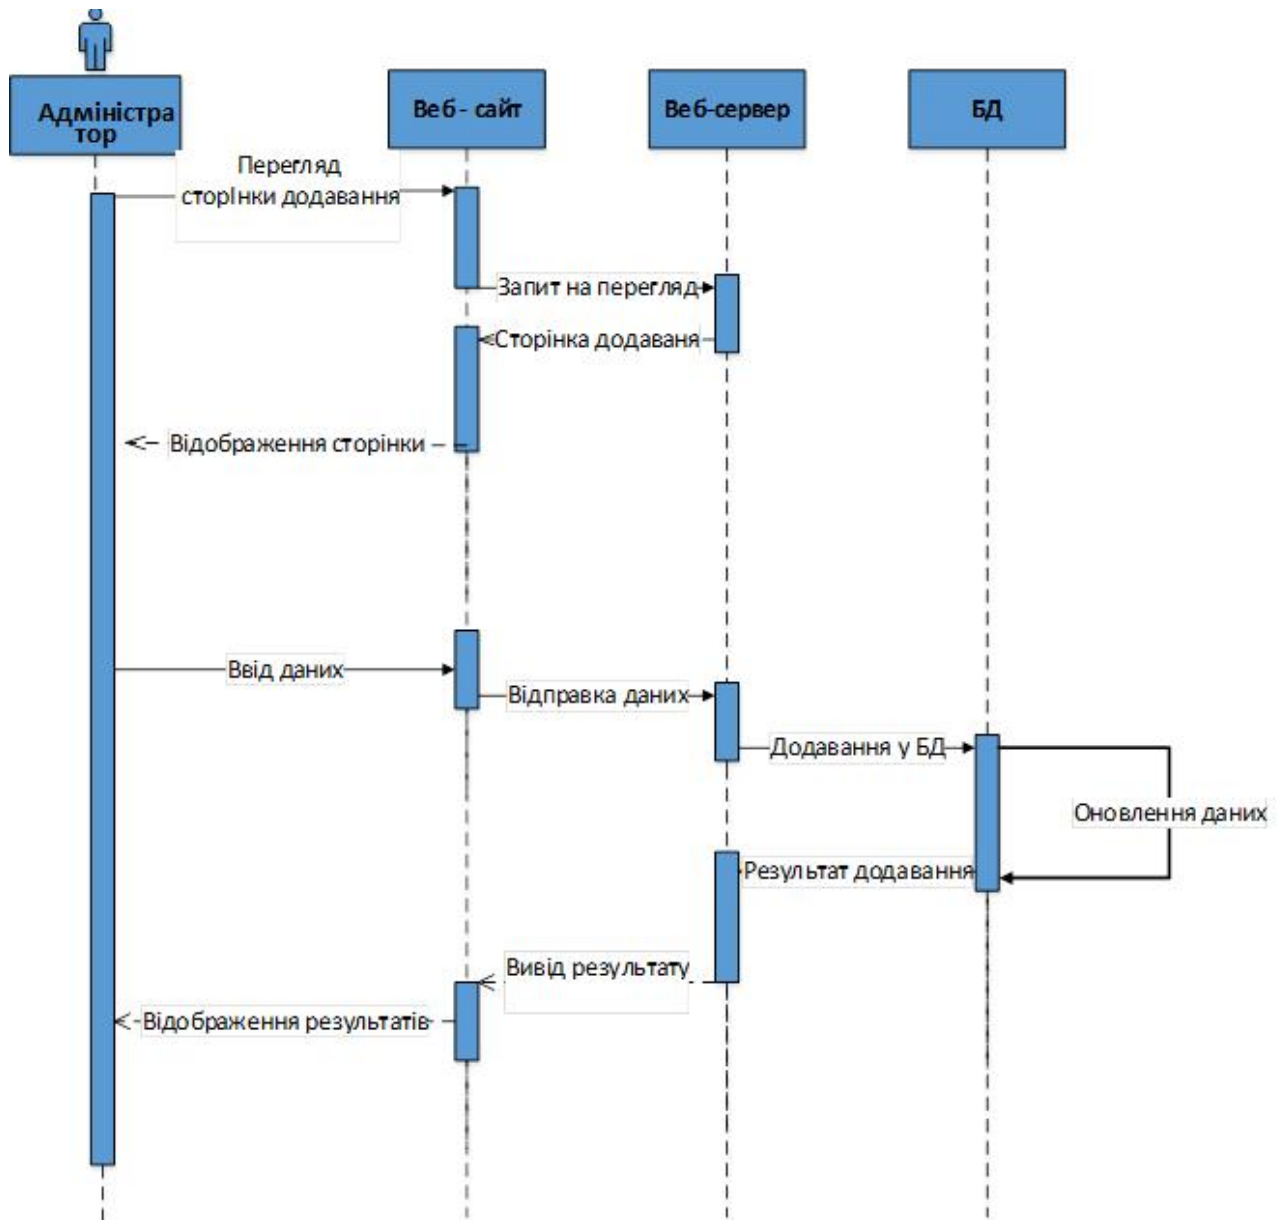 Адміністра
тор
Веб - сайт
Веб-сервер
БД
Перегляд
сторінки додавання
Запит на перегляд
Сторінка додаваня
Відображення сторінки
Ввід даних
Відправка даних
Додавання у БД
Оновлення даних
Результат додавання
Вивід результату
Відображення результатів